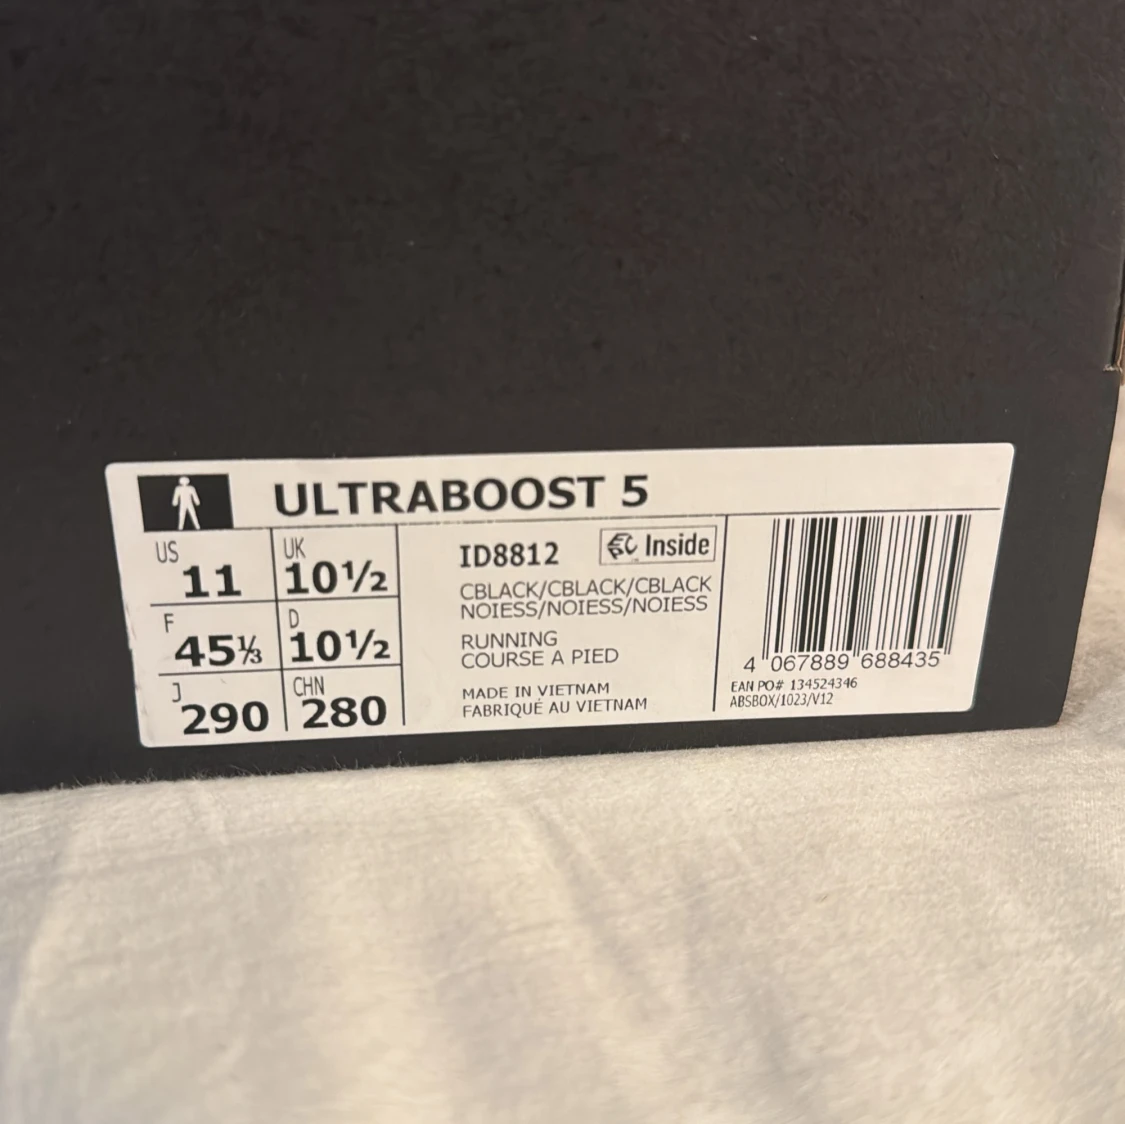 ULTRABOOST 5
US 11
UK 10½
F 45⅓
D 10½
J 290
CHN 280
ID8812
Inside
CBLACK/CBLACK/CBLACK
NOIESS/NOIESS/NOIESS
RUNNING
COURSE A PIED
MADE IN VIETNAM
FABRIQUÉ AU VIETNAM
4 067889 688435
EAN PO# 134524346
ABSBOX/1023/V12